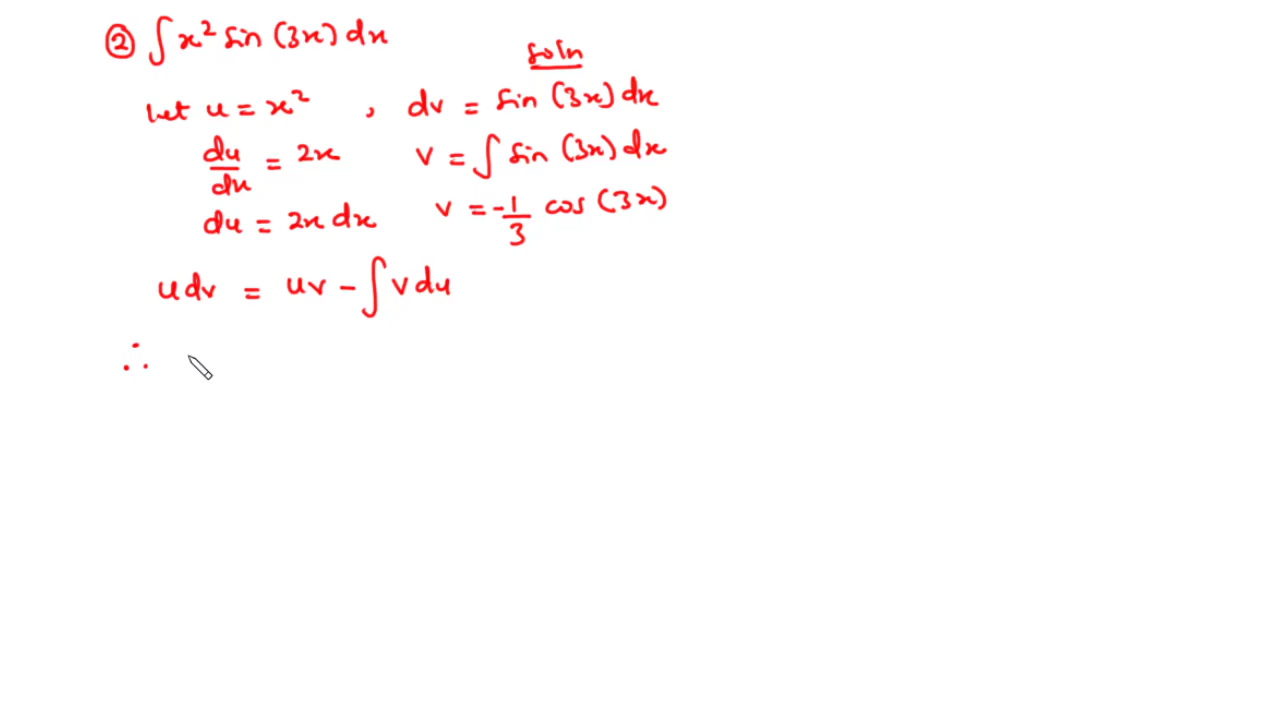 ② ∫ x² sin (3x) dx
soln
let u = x² , dv = sin (3x) dx
du/dx = 2x v = ∫ sin (3x) dx
du = 2x dx v = -1/3 cos (3x)
u dv = uv - ∫ v du
∴